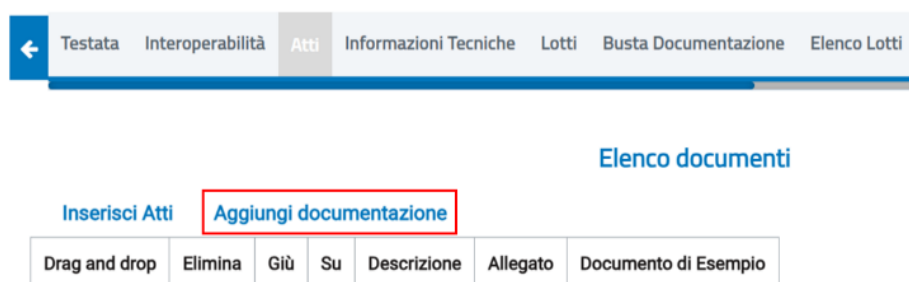 Testata Interoperabilità Atti Informazioni Tecniche Lotti Busta Documentazione Elenco Lotti
Elenco documenti
Inserisci Atti Aggiungi documentazione
Drag and drop Elimina Giù Su Descrizione Allegato Documento di Esempio